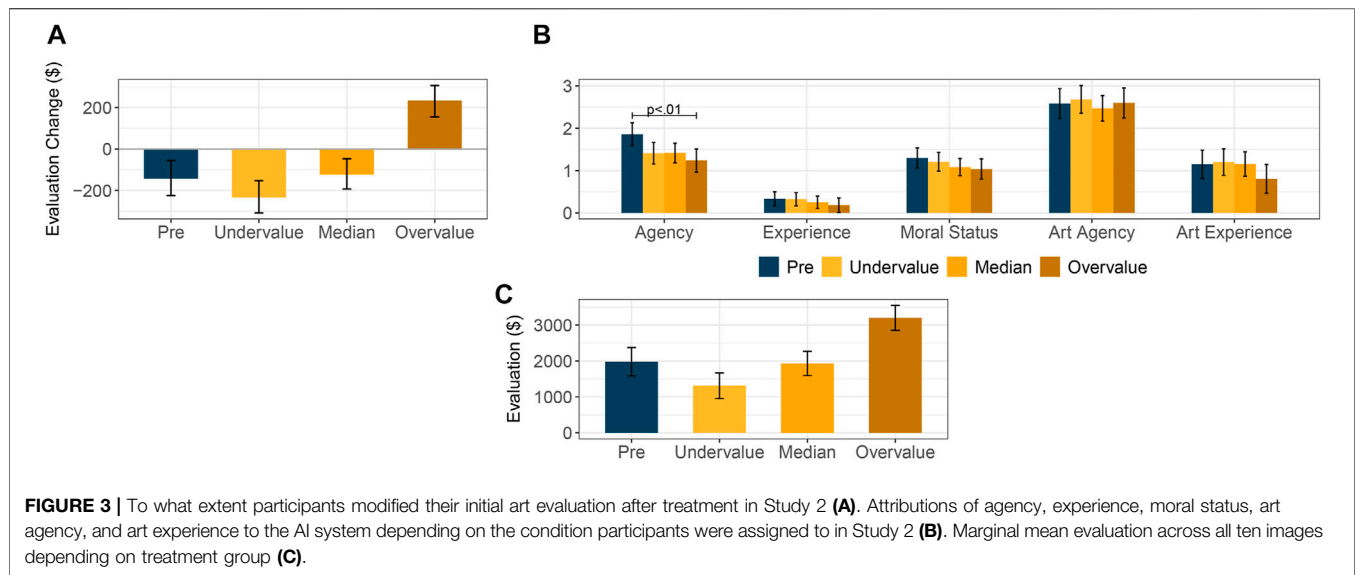 A
Evaluation Change ($)
200
0
−200
Pre Undervalue Median Overvalue
B
3
2
1
0
p<.01
Agency Experience Moral Status Art Agency Art Experience
Pre Undervalue Median Overvalue
C
Evaluation ($)
3000
2000
1000
0
Pre Undervalue Median Overvalue
FIGURE 3 | To what extent participants modified their initial art evaluation after treatment in Study 2 (A). Attributions of agency, experience, moral status, art
agency, and art experience to the AI system depending on the condition participants were assigned to in Study 2 (B). Marginal mean evaluation across all ten images
depending on treatment group (C).